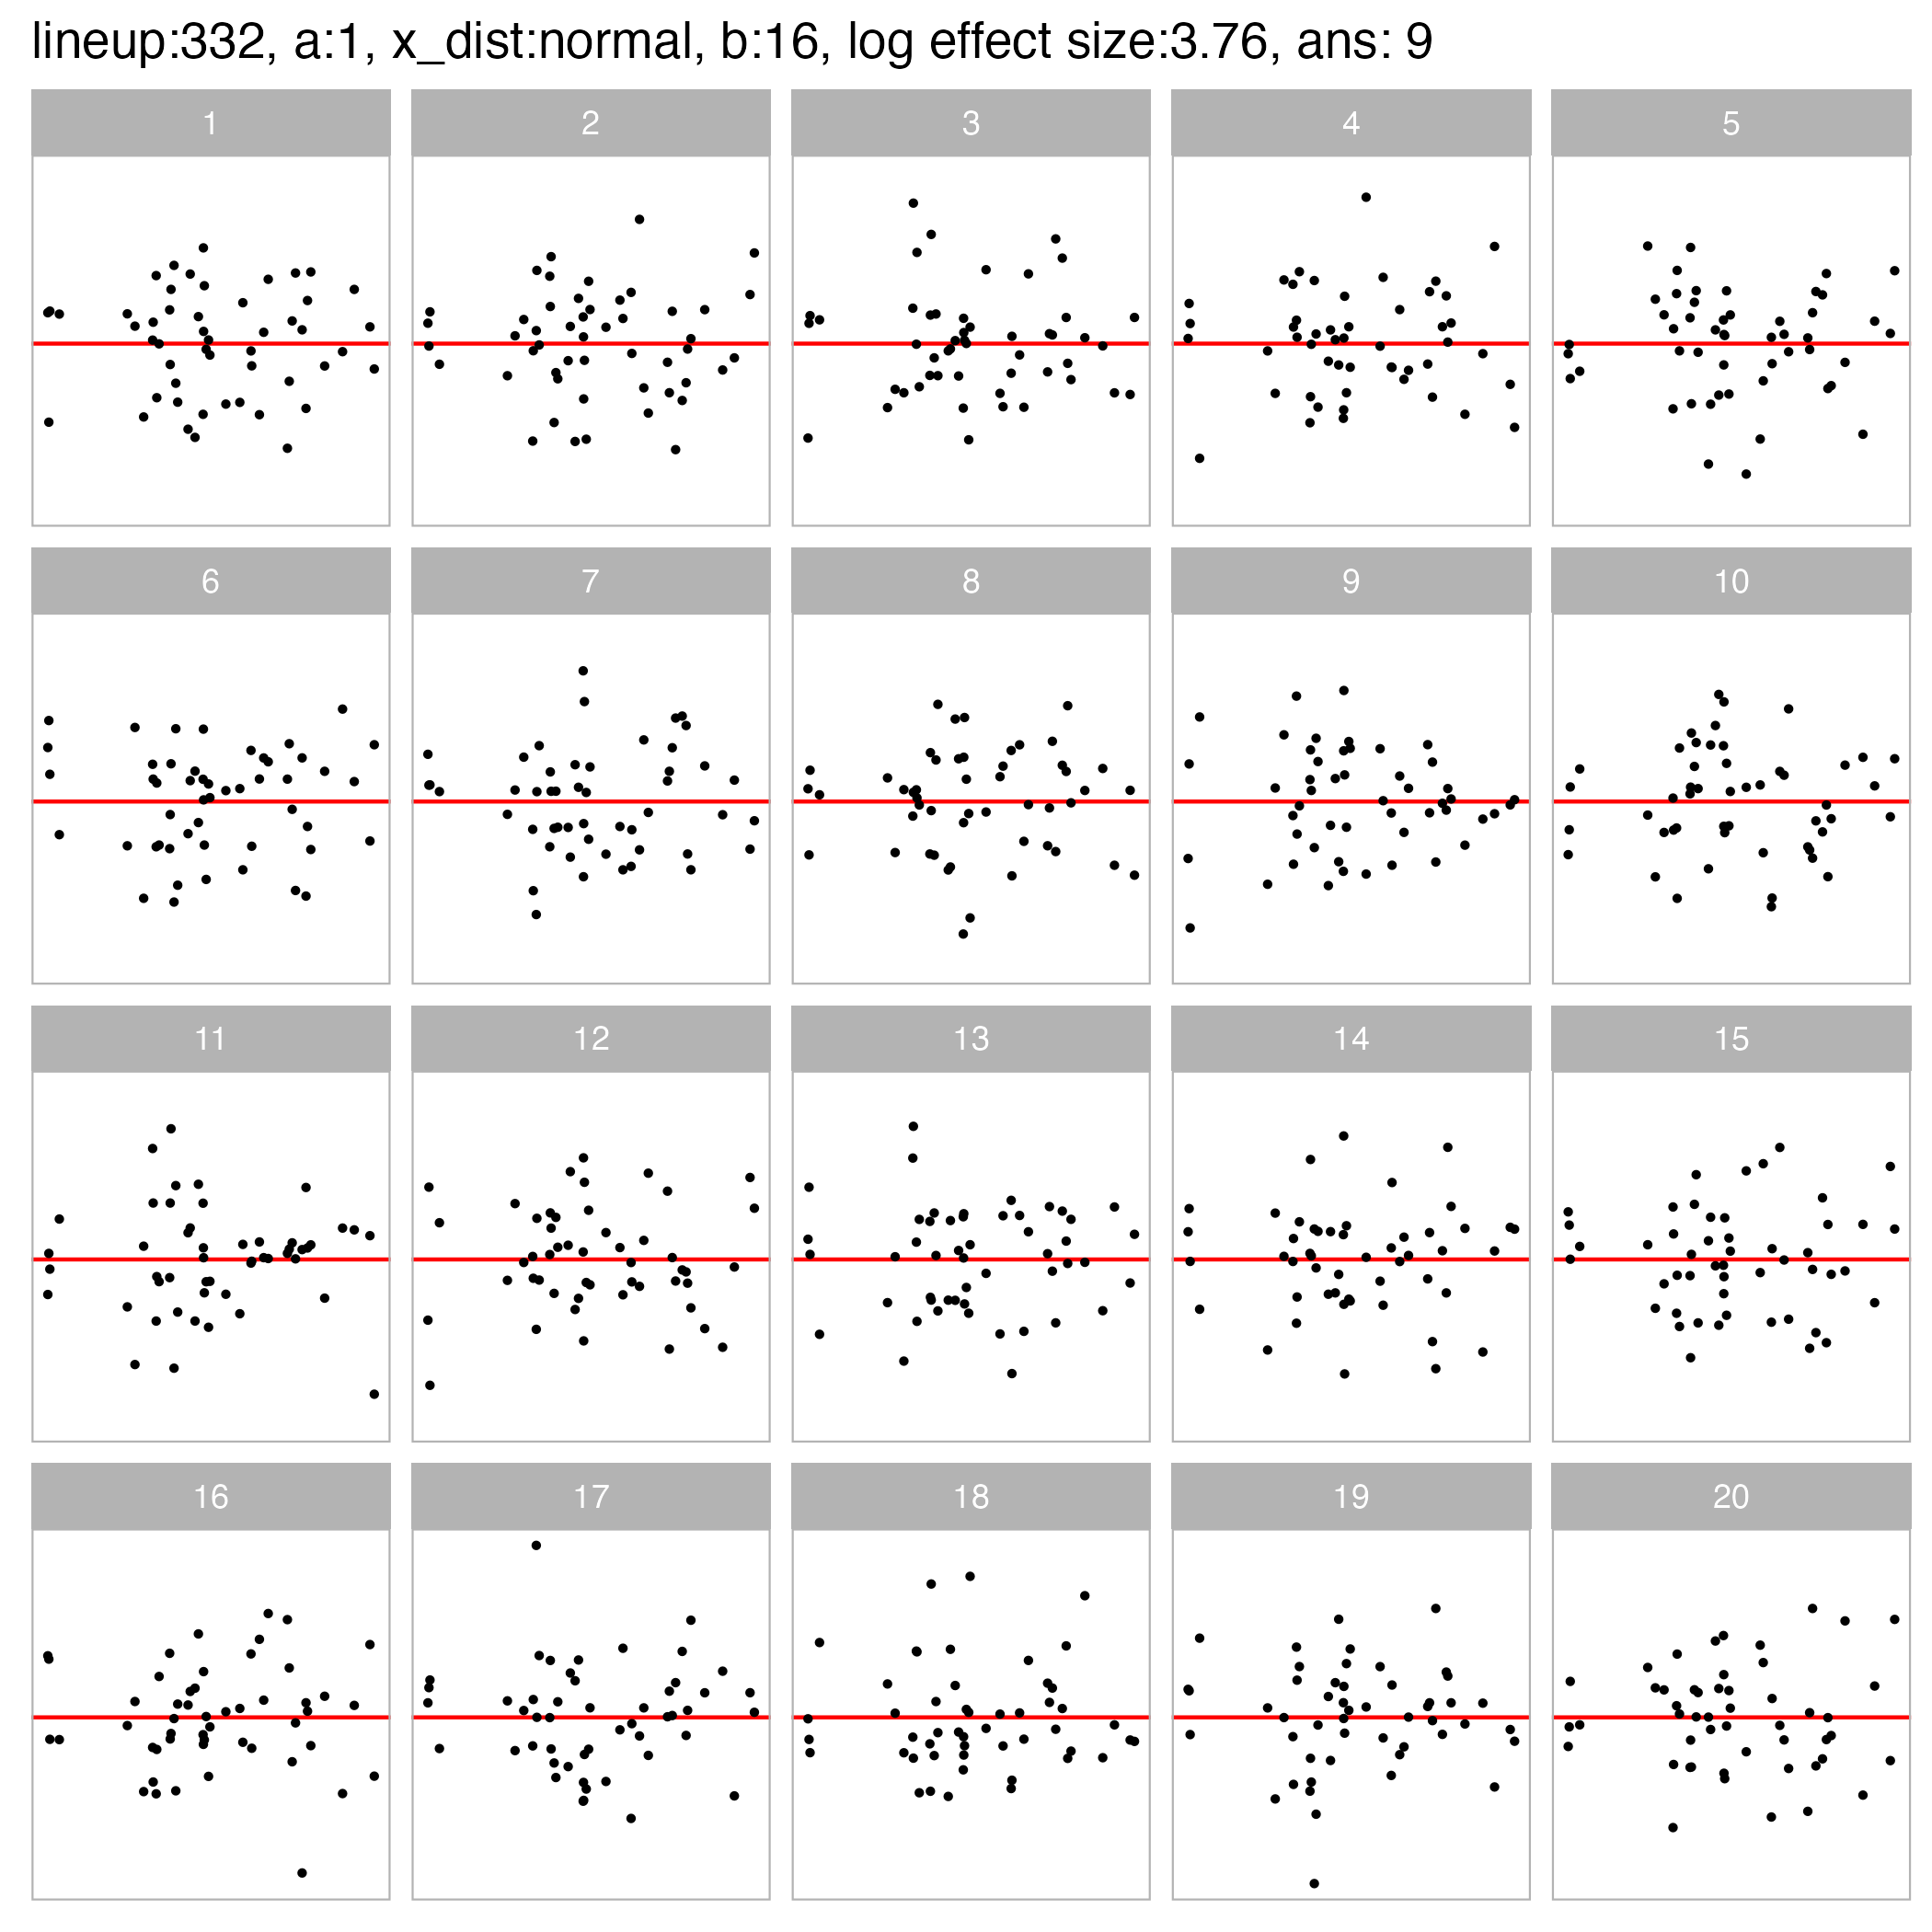 lineup:332, a:1, x_dist:normal, b:16, log effect size:3.76, ans: 9
1 2 3 4 5
6 7 8 9 10
11 12 13 14 15
16 17 18 19 20